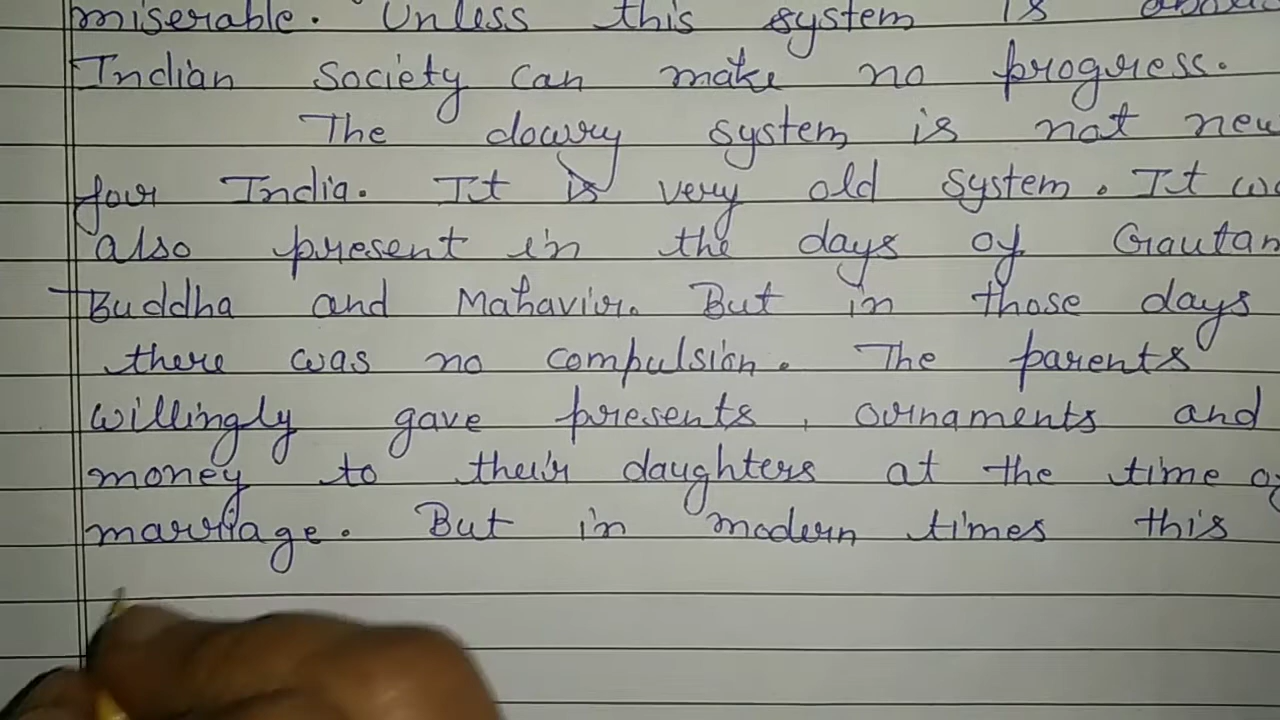 miserable. Unless this system is
Indian Society can make no progress.
The dowry system is not new
for India. It is very old system. It
also present in the days of Gautam
Buddha and Mahavir. But in those days
there was no compulsion. The parents
willingly gave presents, ornaments and
money to their daughters at the time of
marriage. But in modern times this